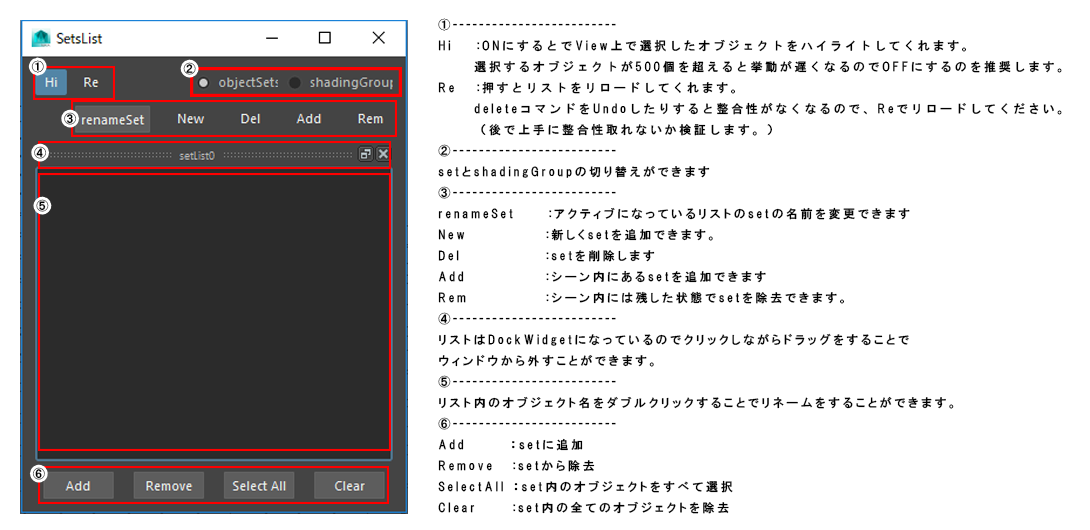 SetsList
①
Hi
Re
②
objectSets
shadingGroup
③
renameSet
New
Del
Add
Rem
④
setList0
⑤
⑥
Add
Remove
Select All
Clear
①------------------------
Hi :ONにするとでView上で選択したオブジェクトをハイライトしてくれます。
選択するオブジェクトが500個を超えると挙動が遅くなるのでOFFにするのを推奨します。
Re :押すとリストをリロードしてくれます。
deleteコマンドをUndoしたりすると整合性がなくなるので、Reでリロードしてください。
（後で上手に整合性取れないか検証します。）
②------------------------
setとshadingGroupの切り替えができます
③------------------------
renameSet :アクティブになっているリストのsetの名前を変更できます
New :新しくsetを追加できます。
Del :setを削除します
Add :シーン内にあるsetを追加できます
Rem :シーン内には残した状態でsetを除去できます。
④------------------------
リストはDockWidgetになっているのでクリックしながらドラッグをすることで
ウィンドウから外すことができます。
⑤------------------------
リスト内のオブジェクト名をダブルクリックすることでリネームをすることができます。
⑥------------------------
Add :setに追加
Remove :setから除去
SelectAll :set内のオブジェクトをすべて選択
Clear :set内の全てのオブジェクトを除去